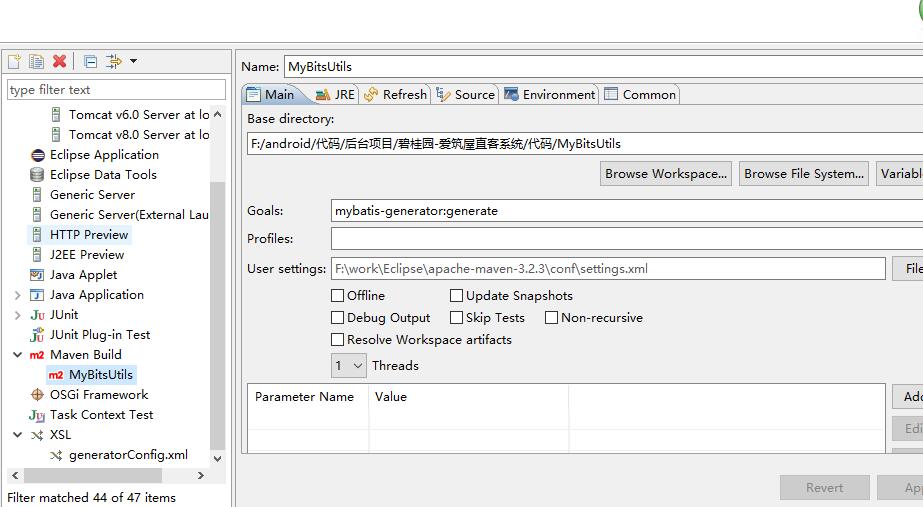 Name: MyBitsUtils
type filter text
Tomcat v6.0 Server at lo
Tomcat v8.0 Server at lo
Eclipse Application
Eclipse Data Tools
Generic Server
Generic Server(External Lau
HTTP Preview
J2EE Preview
Java Applet
Java Application
JUnit
JUnit Plug-in Test
Maven Build
MyBitsUtils
OSGi Framework
Task Context Test
XSL
generatorConfig.xml
Filter matched 44 of 47 items
Main JRE Refresh Source Environment Common
Base directory:
F:/android/代码/后台项目/碧桂园-爱筑屋直客系统/代码/MyBitsUtils
Browse Workspace... Browse File System... Variabl
Goals: mybatis-generator:generate
Profiles:
User settings: F:\work\Eclipse\apache-maven-3.2.3\conf\settings.xml File
Offline Update Snapshots
Debug Output Skip Tests Non-recursive
Resolve Workspace artifacts
1 Threads
Parameter Name Value
Add
Edi
Revert App